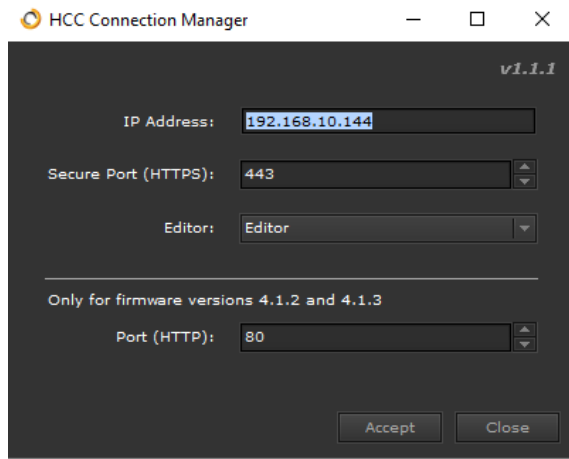 HCC Connection Manager
v1.1.1
IP Address: 192.168.10.144
Secure Port (HTTPS): 443
Editor: Editor
Only for firmware versions 4.1.2 and 4.1.3
Port (HTTP): 80
Accept Close